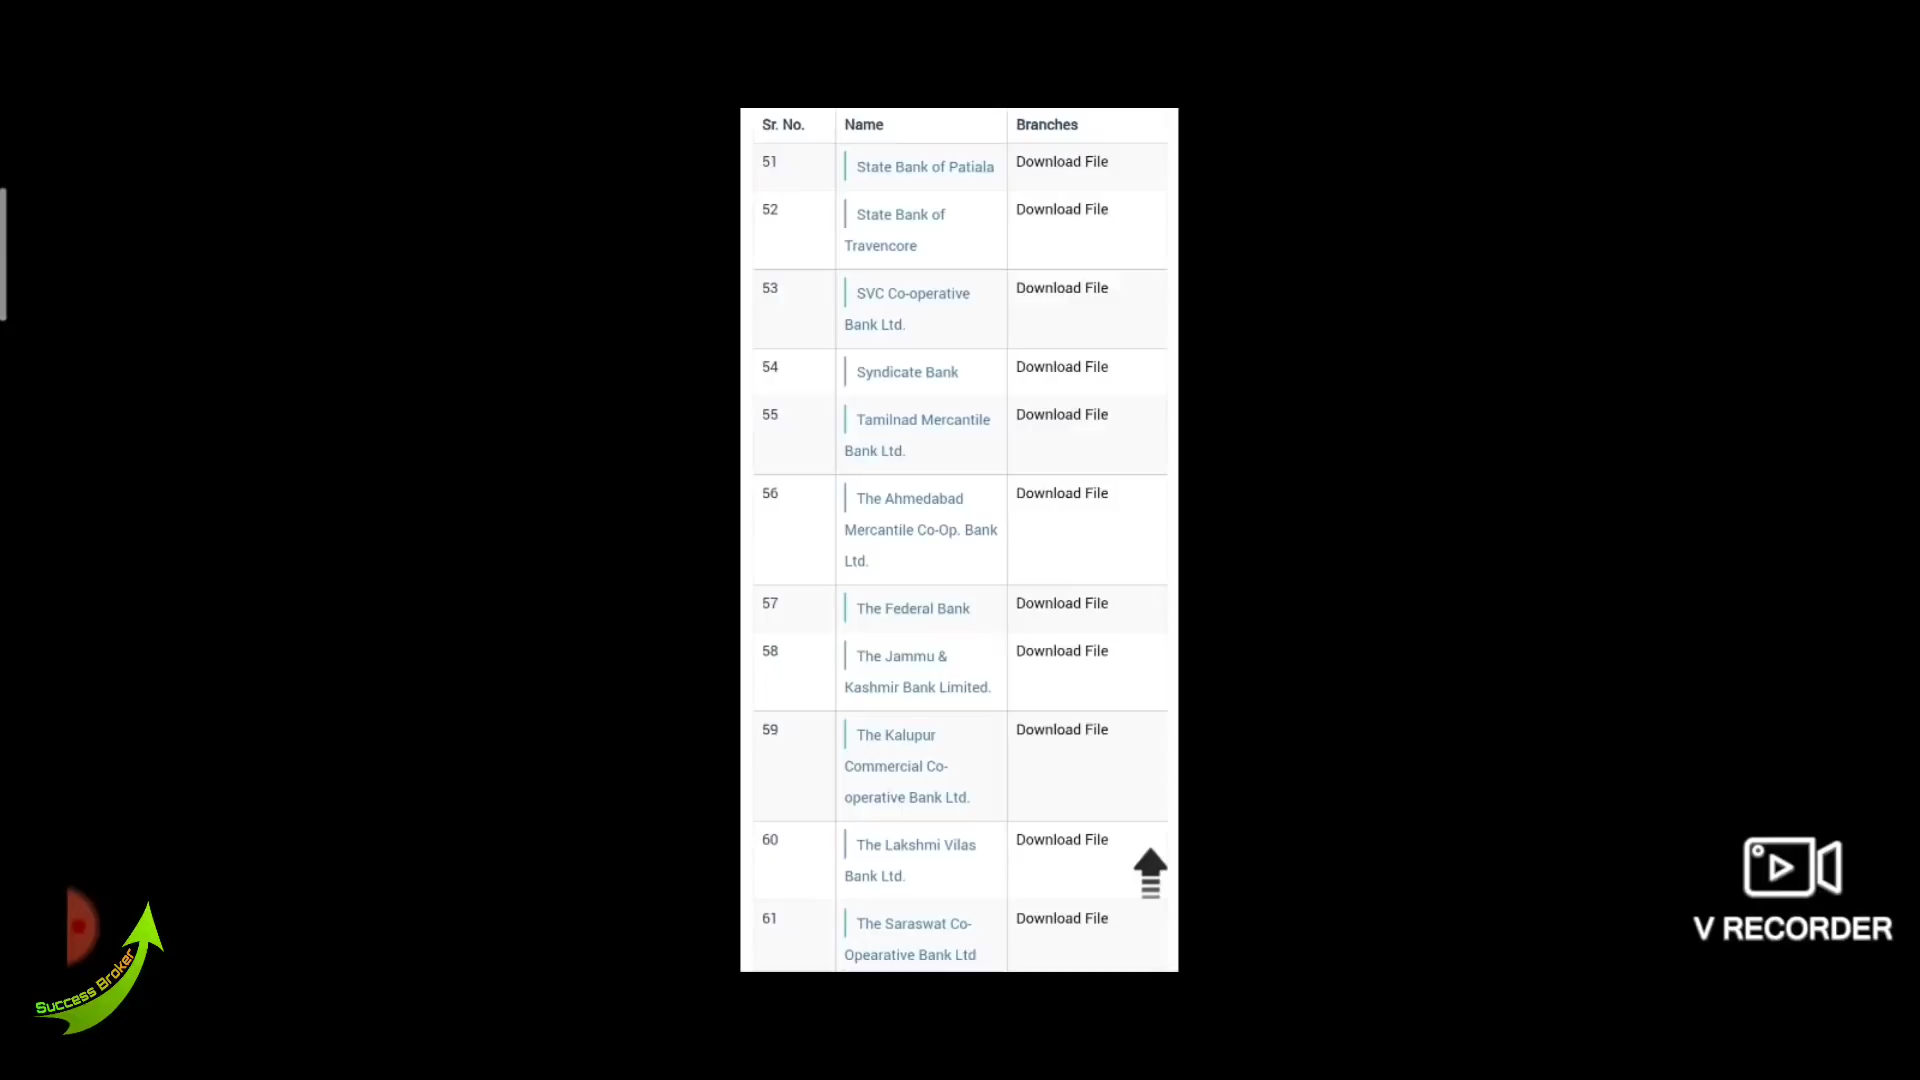 Sr. No. Name Branches
51 State Bank of Patiala Download File
52 State Bank of Download File
Travencore
53 SVC Co-operative Download File
Bank Ltd.
54 Syndicate Bank Download File
55 Tamilnad Mercantile Download File
Bank Ltd.
56 The Ahmedabad Download File
Mercantile Co-Op. Bank
Ltd.
57 The Federal Bank Download File
58 The Jammu & Download File
Kashmir Bank Limited.
59 The Kalupur Download File
Commercial Co-
operative Bank Ltd.
60 The Lakshmi Vilas Download File
Bank Ltd.
61 The Saraswat Co- Download File
Opearative Bank Ltd
Success Broker
V RECORDER